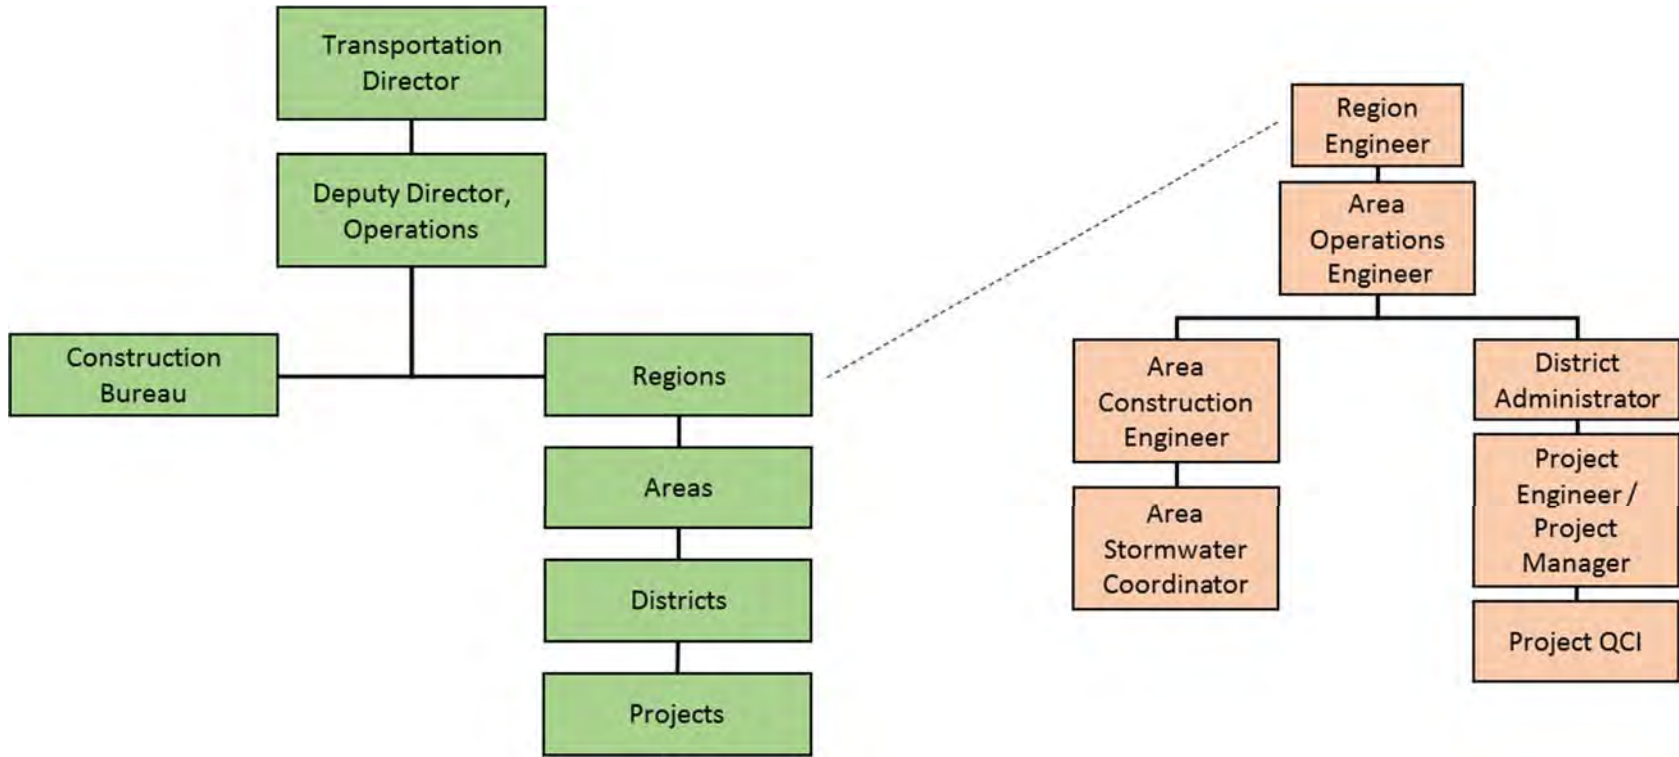 Transportation
Director
Deputy Director,
Operations
Construction
Bureau
Regions
Areas
Districts
Projects
Region
Engineer
Area
Operations
Engineer
Area
Construction
Engineer
Area
Stormwater
Coordinator
District
Administrator
Project
Engineer /
Project
Manager
Project QCI